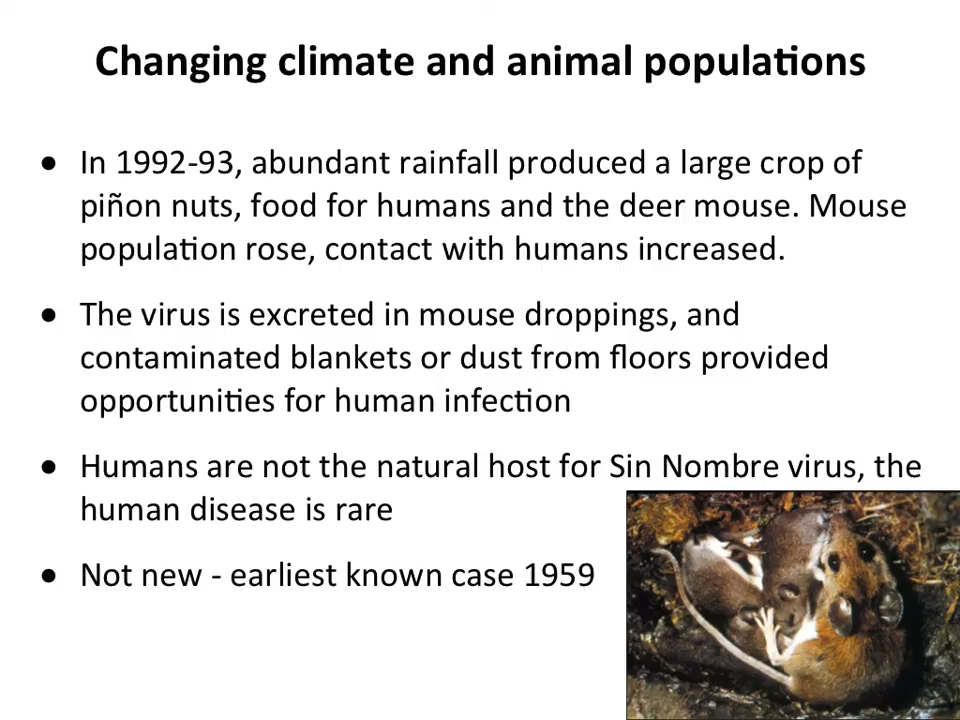 Changing climate and animal populations
● In 1992-93, abundant rainfall produced a large crop of
piñon nuts, food for humans and the deer mouse. Mouse
population rose, contact with humans increased.
● The virus is excreted in mouse droppings, and
contaminated blankets or dust from floors provided
opportunities for human infection
● Humans are not the natural host for Sin Nombre virus, the
human disease is rare
● Not new - earliest known case 1959